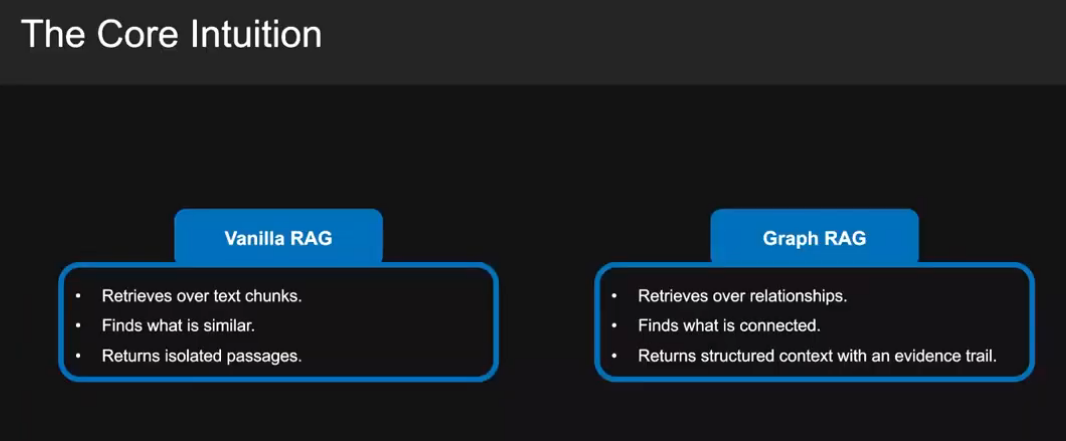 The Core Intuition
Vanilla RAG
• Retrieves over text chunks.
• Finds what is similar.
• Returns isolated passages.
Graph RAG
• Retrieves over relationships.
• Finds what is connected.
• Returns structured context with an evidence trail.